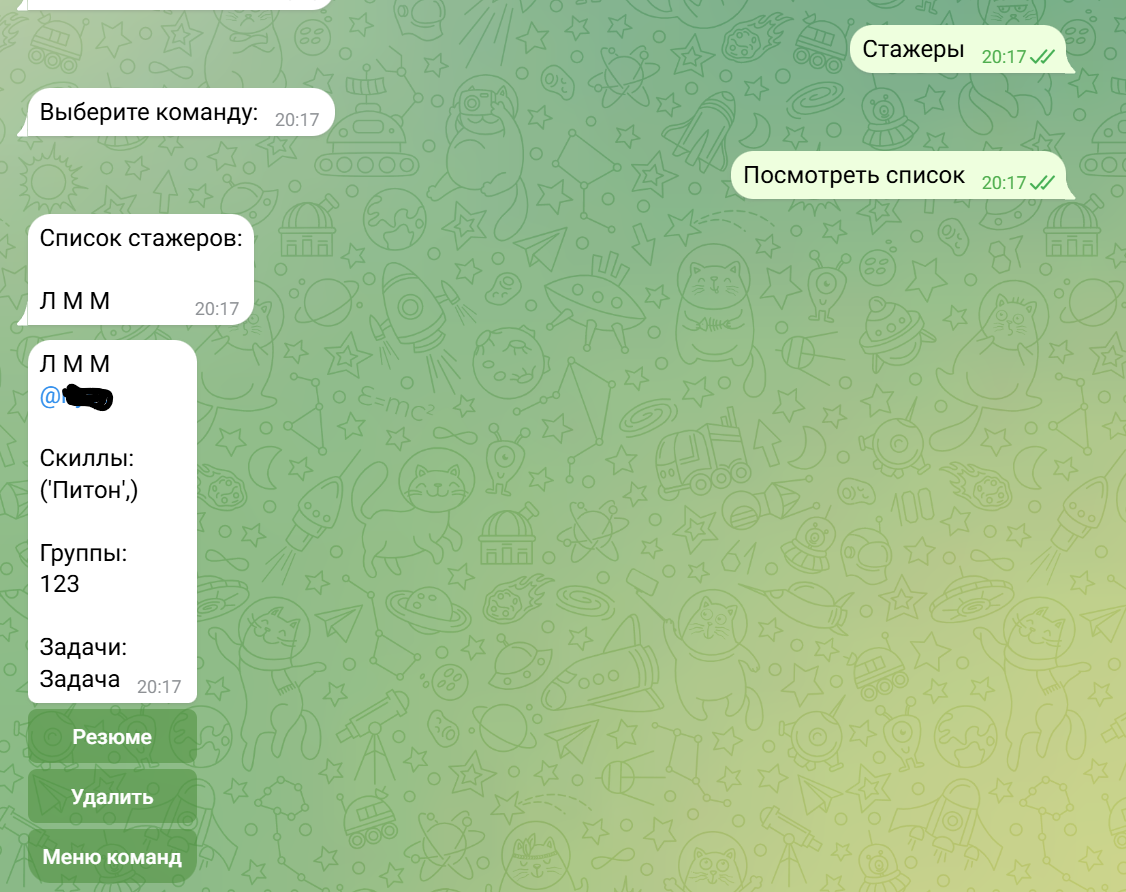 Стажеры 20:17
Выберите команду: 20:17
Посмотреть список 20:17
Список стажеров:
Л М М 20:17
Л М М
@
Скиллы:
('Питон',)
Группы:
123
Задачи:
Задача 20:17
Резюме
Удалить
Меню команд
E=mc²